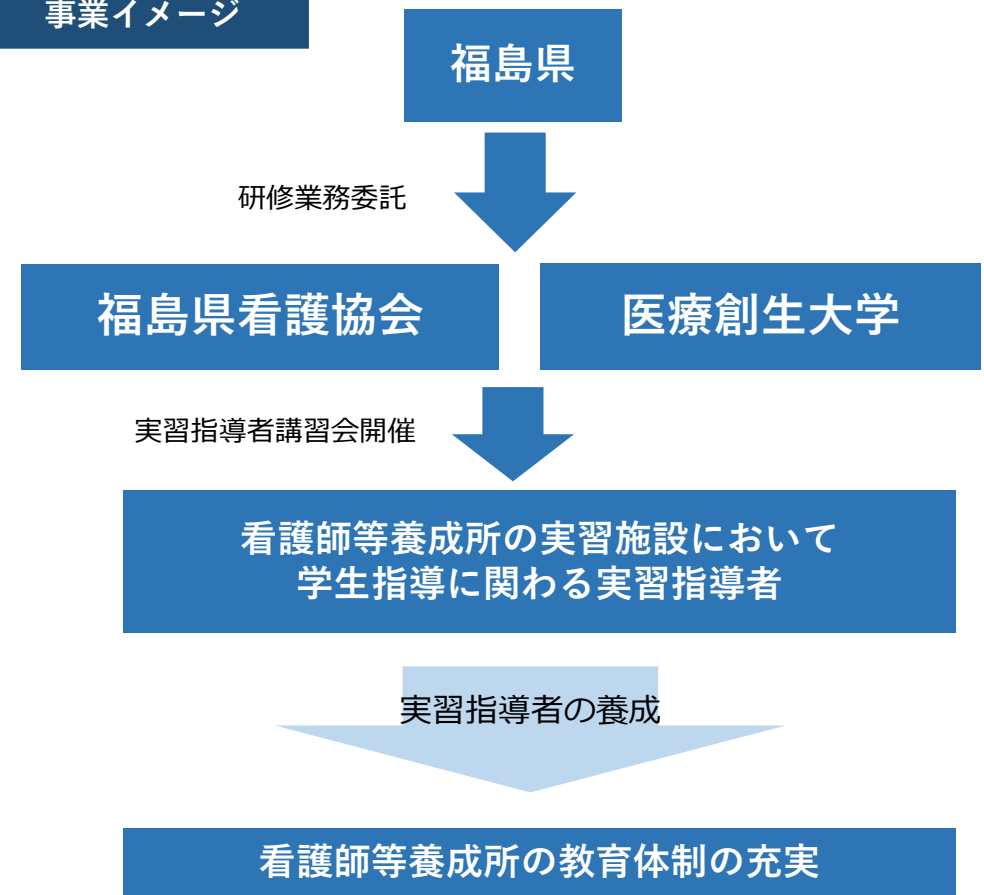 事業イメージ
福島県
研修業務委託
福島県看護協会
医療創生大学
実習指導者講習会開催
看護師等養成所の実習施設において
学生指導に関わる実習指導者
実習指導者の養成
看護師等養成所の教育体制の充実